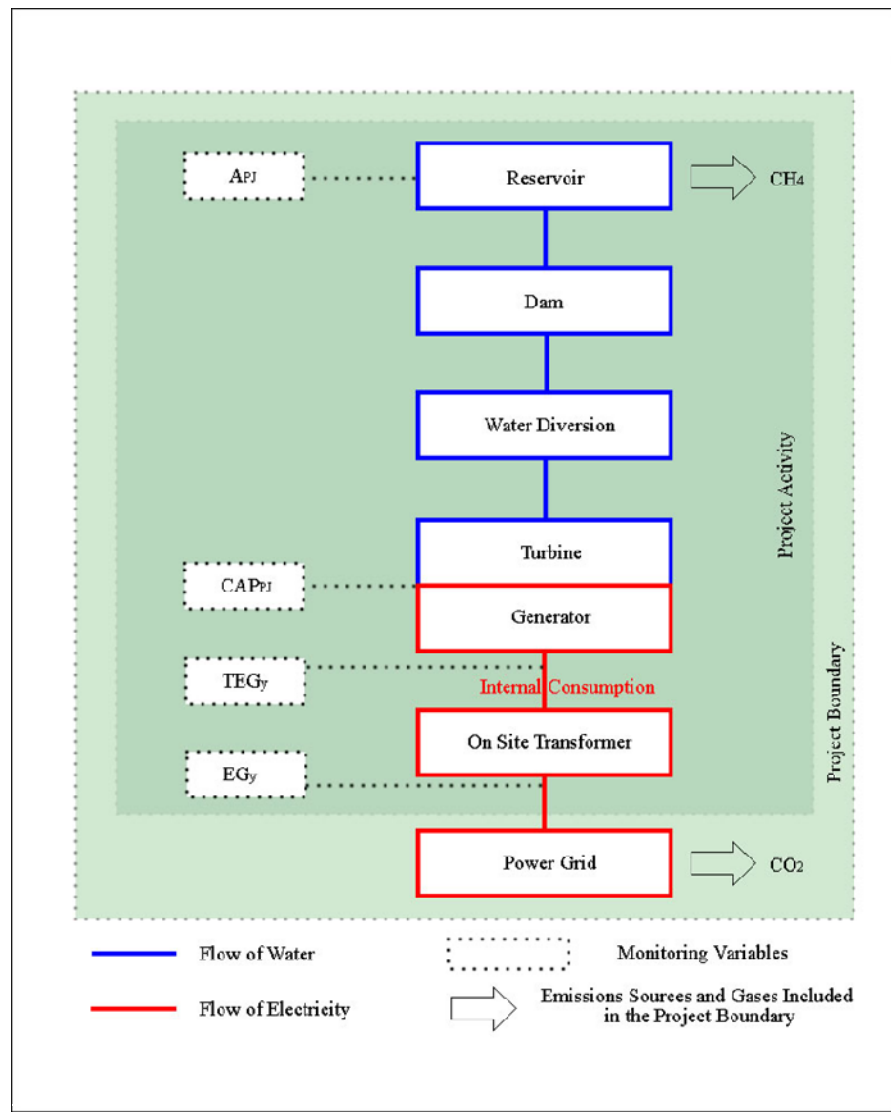 APJ
Reservoir
CH4
Dam
Water Diversion
Project Activity
Turbine
CAPPJ
Generator
TEGy
Internal Consumption
On Site Transformer
Project Boundary
EGy
Power Grid
CO2
Flow of Water
Monitoring Variables
Flow of Electricity
Emissions Sources and Gases Included
in the Project Boundary